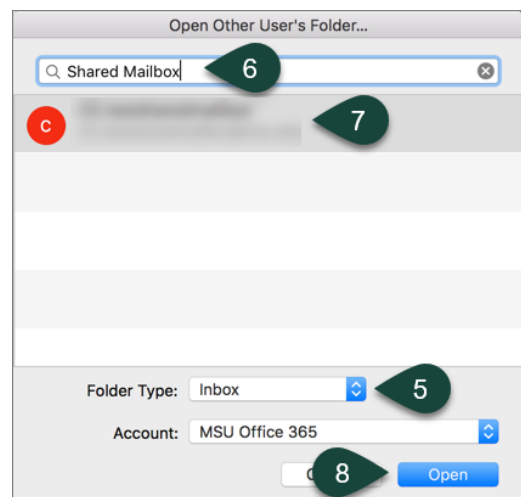 Open Other User's Folder...
Shared Mailbox 6
C 7
Folder Type: Inbox 5
Account: MSU Office 365
8 Open